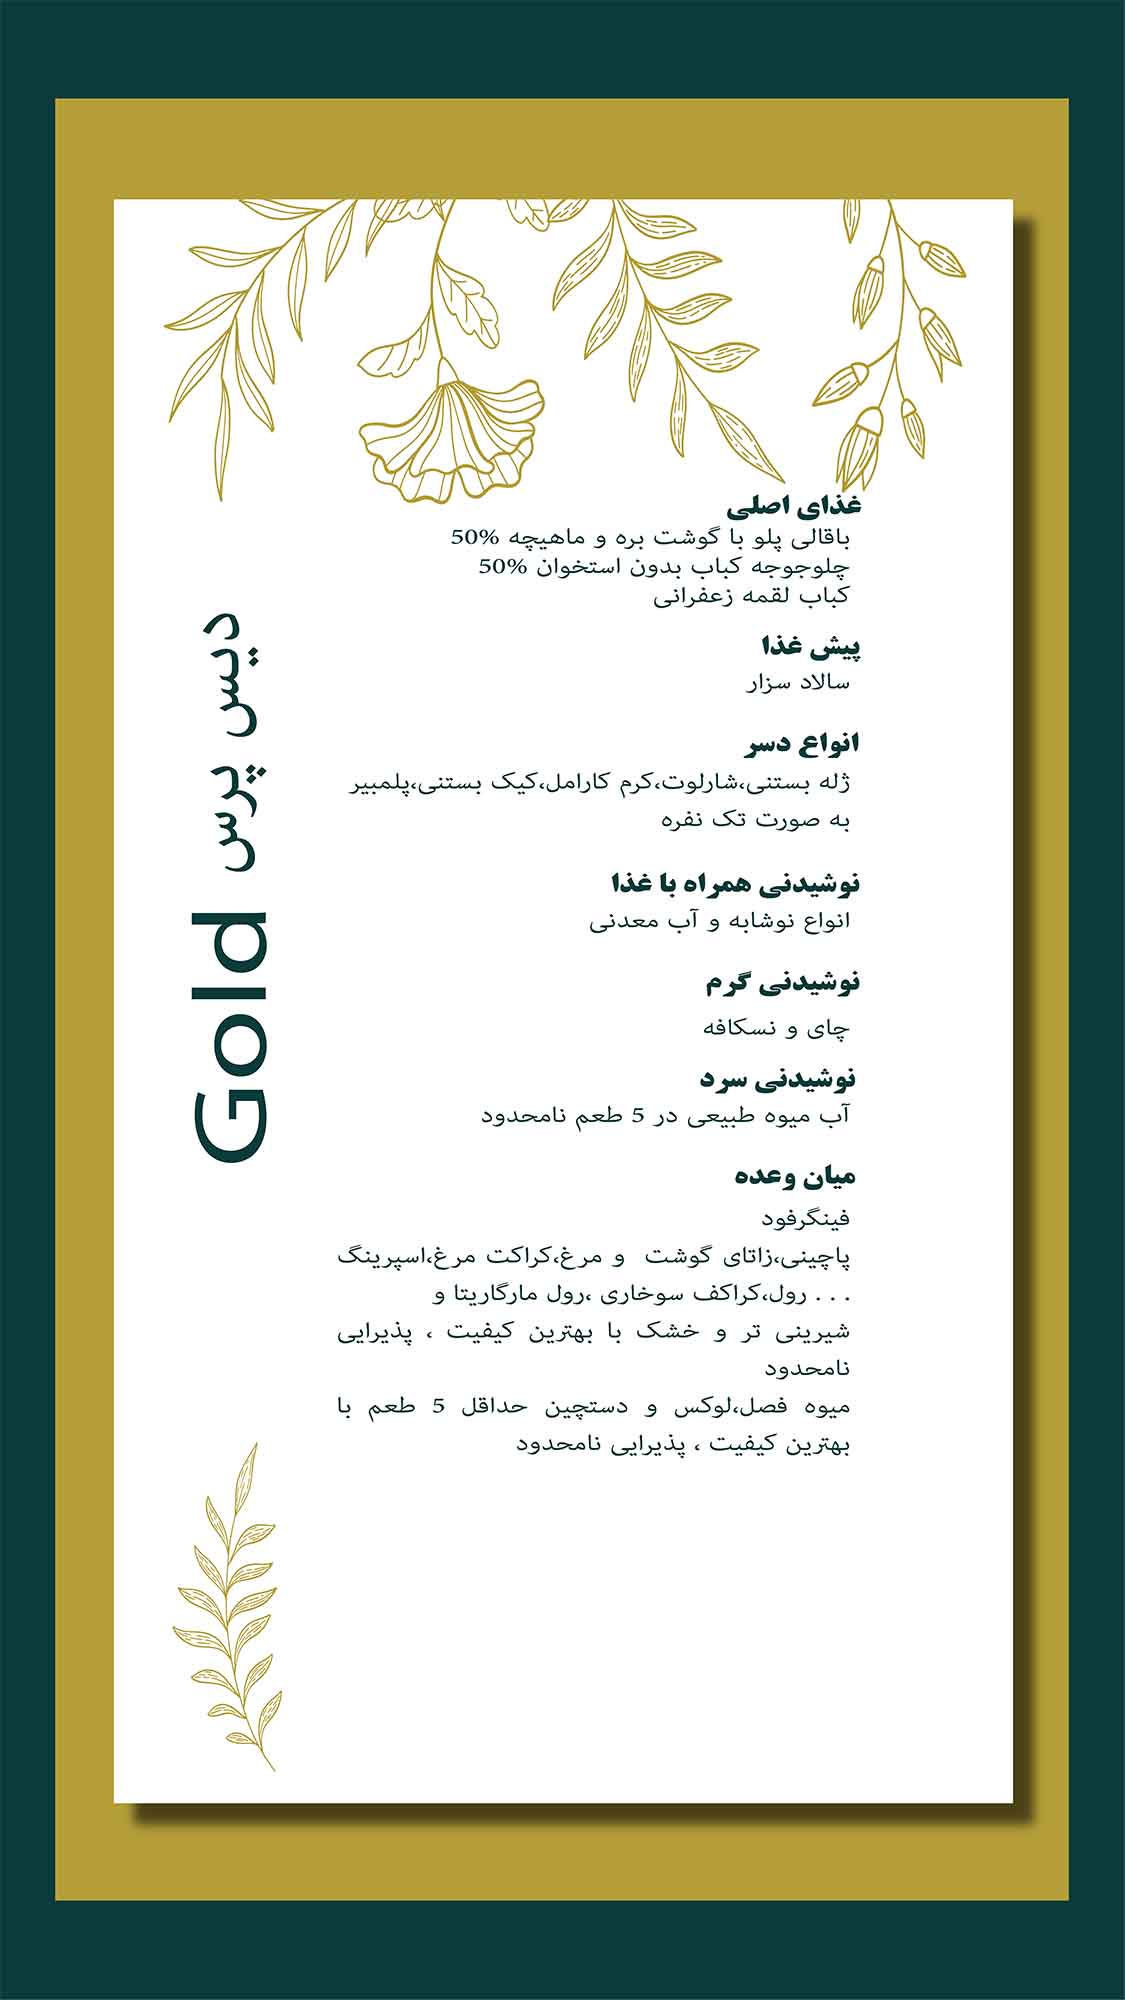 غذای اصلی
باقالی پلو با گوشت بره و ماهیچه 50%
چلوجوجه کباب بدون استخوان 50%
کباب لقمه زعفرانی
پیش غذا
سالاد سزار
انواع دسر
ژله بستنی،شارلوت،کرم کارامل،کیک بستنی،پلمبیر
به صورت تک نفره
نوشیدنی همراه با غذا
انواع نوشابه و آب معدنی
نوشیدنی گرم
چای و نسکافه
نوشیدنی سرد
آب میوه طبیعی در 5 طعم نامحدود
میان وعده
فینگرفود
پاچینی،زاتای گوشت و مرغ،کراکت مرغ،اسپرینگ
. . . رول،کراکف سوخاری ،رول مارگاریتا و
شیرینی تر و خشک با بهترین کیفیت ، پذیرایی
نامحدود
میوه فصل،لوکس و دستچین حداقل 5 طعم با
بهترین کیفیت ، پذیرایی نامحدود
دیس پرس Gold